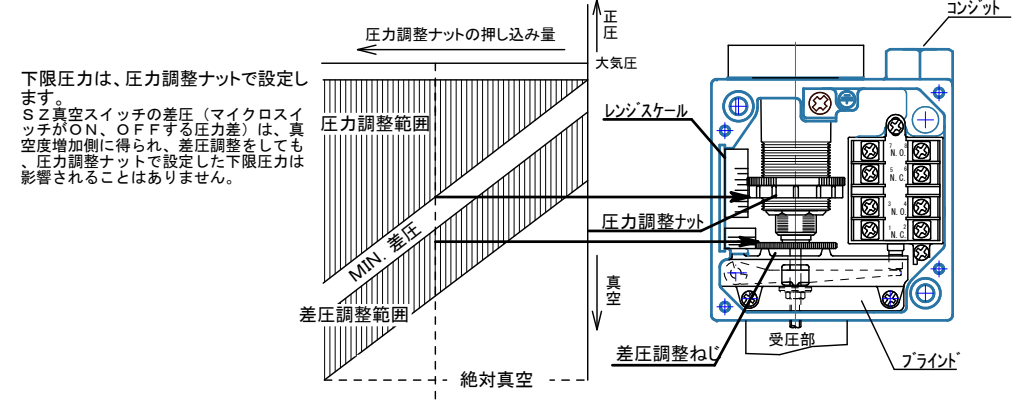 下限圧力は、圧力調整ナットで設定し
ます。
ＳＺ真空スイッチの差圧（マイクロスイ
ッチがＯＮ、ＯＦＦする圧力差）は、真
空度増加側に得られ、差圧調整をしても
、圧力調整ナットで設定した下限圧力は
影響されることはありません。
圧力調整ナットの押し込み量
正圧
大気圧
圧力調整範囲
MIN. 差圧
差圧調整範囲
真空
絶対真空
コンジット
レンジスケール
圧力調整ナット
差圧調整ねじ
受圧部
ブラインド
7 8
N.O.
5 6
N.C.
3 4
N.O.
1 2
N.C.